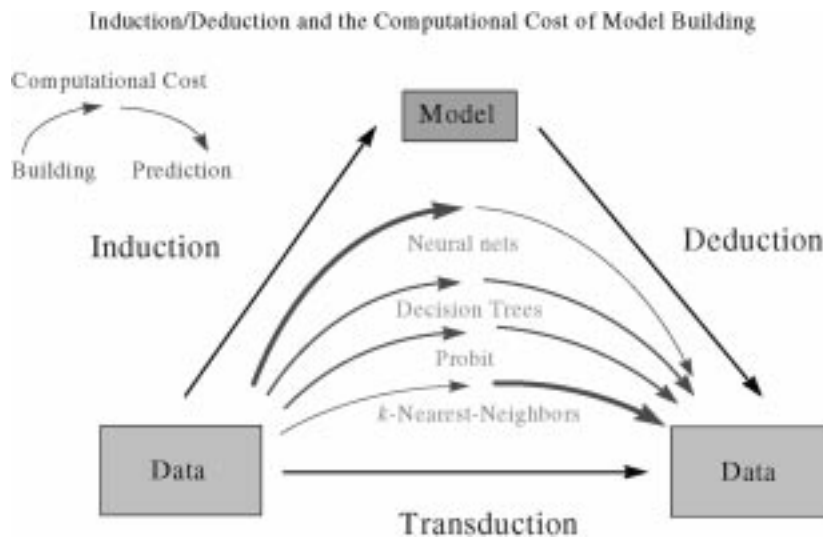 Induction/Deduction and the Computational Cost of Model Building
Computational Cost
Building
Prediction
Model
Induction
Deduction
Neural nets
Decision Trees
Probit
k-Nearest-Neighbors
Data
Data
Transduction